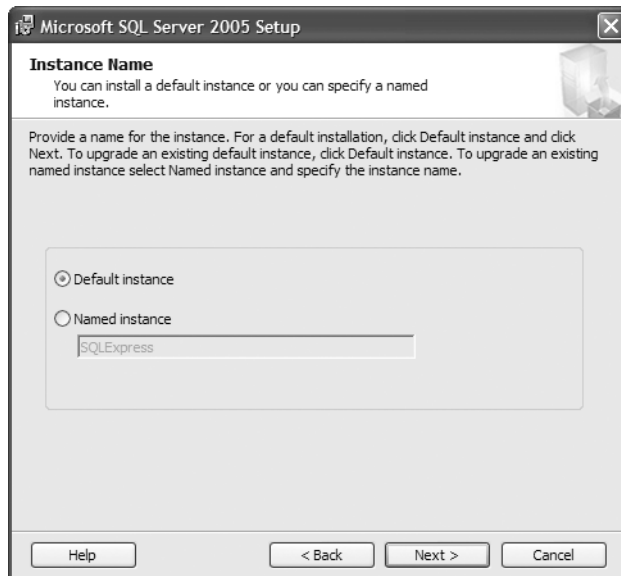 Microsoft SQL Server 2005 Setup
Instance Name
You can install a default instance or you can specify a named
instance.
Provide a name for the instance. For a default installation, click Default instance and click
Next. To upgrade an existing default instance, click Default instance. To upgrade an existing
named instance select Named instance and specify the instance name.
Default instance
Named instance
SQLExpress
Help
< Back
Next >
Cancel